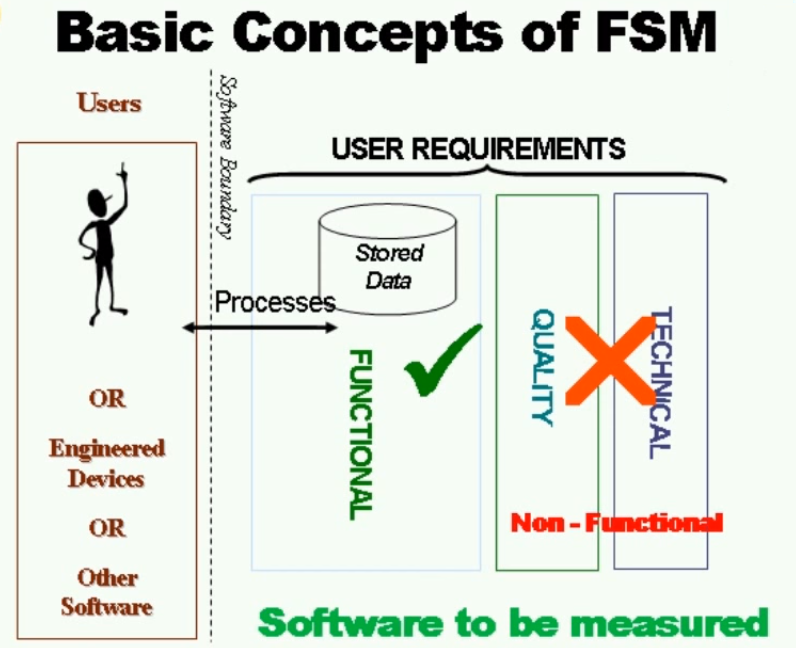 Basic Concepts of FSM
Users
Software Boundary
USER REQUIREMENTS
Stored
Data
Processes
FUNCTIONAL
QUALITY
TECHNICAL
OR
Engineered
Devices
OR
Other
Software
Non - Functional
Software to be measured